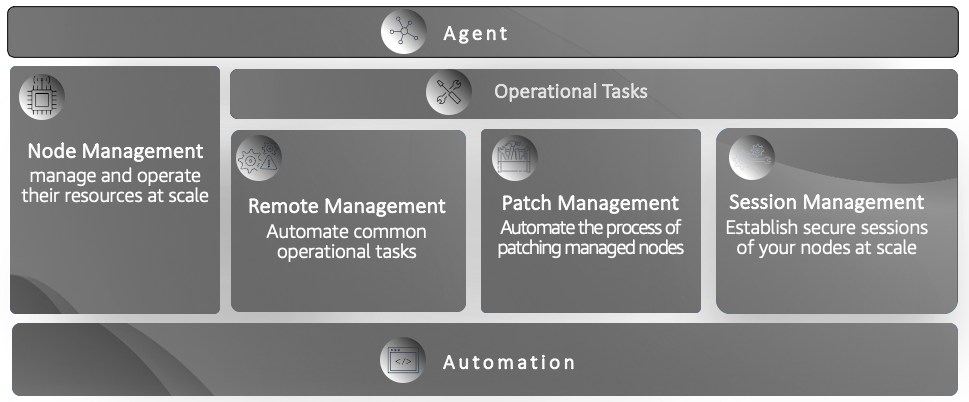 Agent
Operational Tasks
Node Management
manage and operate
their resources at scale
Remote Management
Automate common
operational tasks
Patch Management
Automate the process of
patching managed nodes
Session Management
Establish secure sessions
of your nodes at scale
</>
Automation